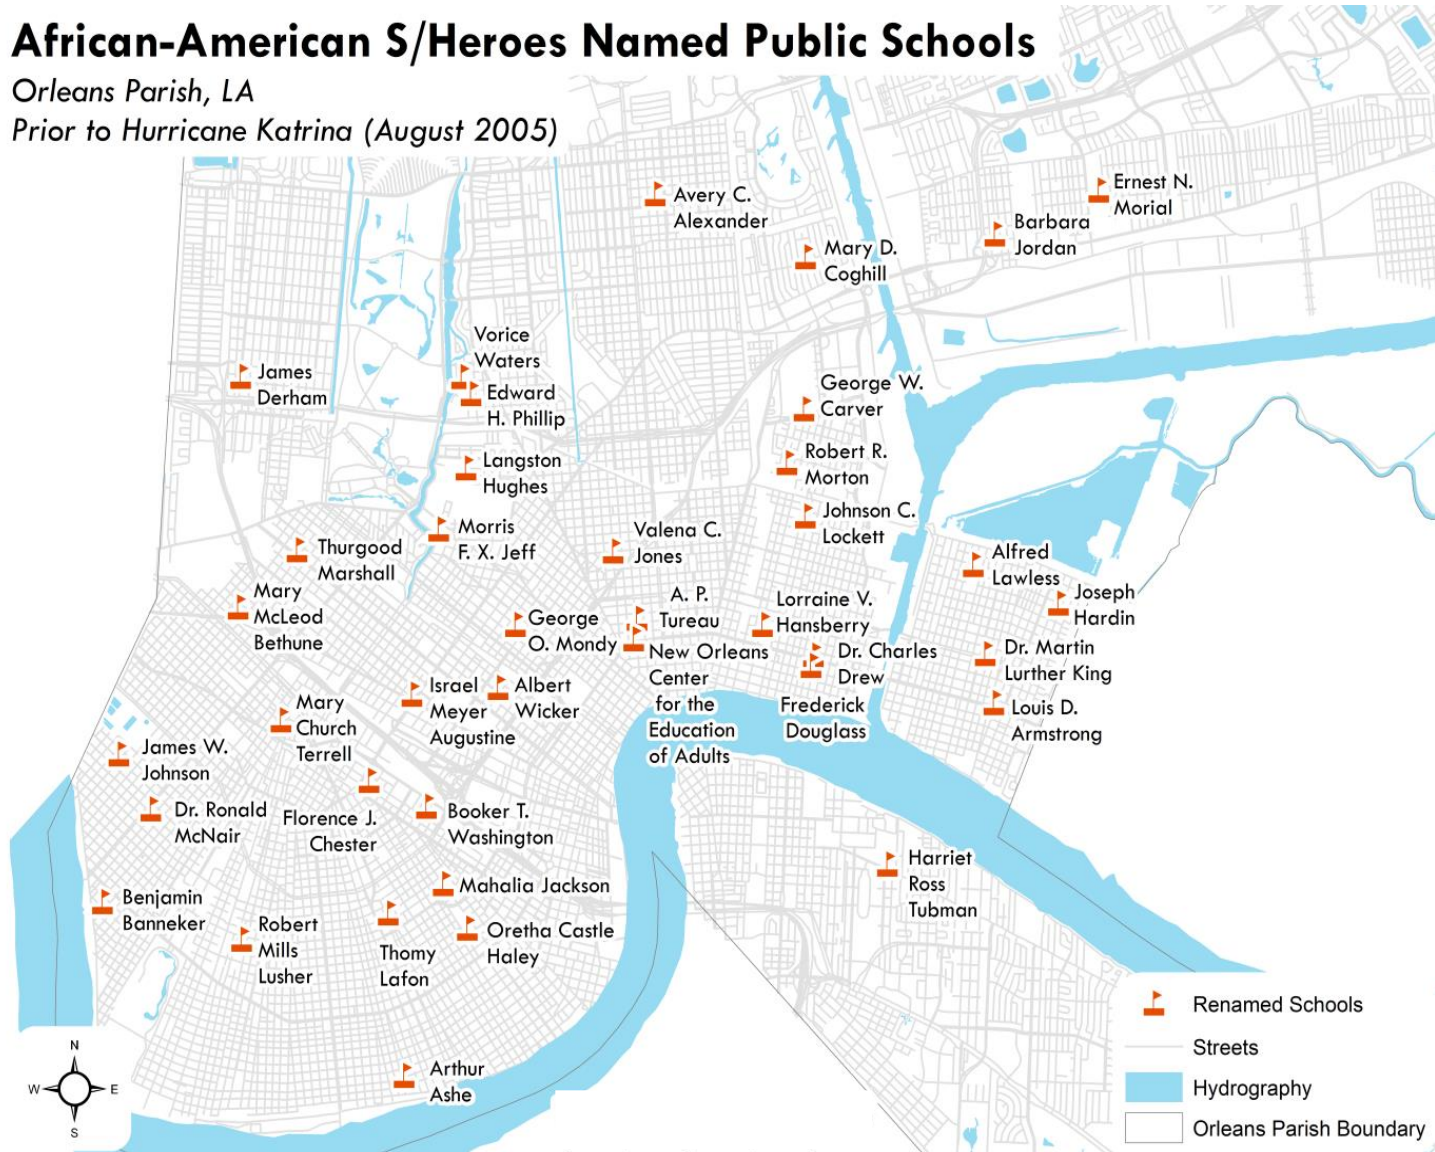 African-American S/Heroes Named Public Schools
Orleans Parish, LA
Prior to Hurricane Katrina (August 2005)
Ernest N.
Morial
Avery C.
Alexander
Barbara
Jordan
Mary D.
Coghill
Vorice
Waters
James
Derham
Edward
H. Phillip
George W.
Carver
Langston
Hughes
Robert R.
Morton
Johnson C.
Lockett
Morris
F. X. Jeff
Valena C.
Jones
Thurgood
Marshall
Alfred
Lawless
Joseph
Hardin
Mary
McLeod
Bethune
A. P.
Tureau
Lorraine V.
Hansberry
George
O. Mondy
New Orleans
Center
for the
Education
of Adults
Dr. Charles
Drew
Dr. Martin
Lurther King
Frederick
Douglass
Louis D.
Armstrong
Israel
Meyer
Augustine
Albert
Wicker
Mary
Church
Terrell
James W.
Johnson
Dr. Ronald
McNair
Florence J.
Chester
Booker T.
Washington
Harriet
Ross
Tubman
Mahalia Jackson
Benjamin
Banneker
Robert
Mills
Lusher
Thomy
Lafon
Oretha Castle
Haley
Arthur
Ashe
N
W
E
S
Renamed Schools
Streets
Hydrography
Orleans Parish Boundary